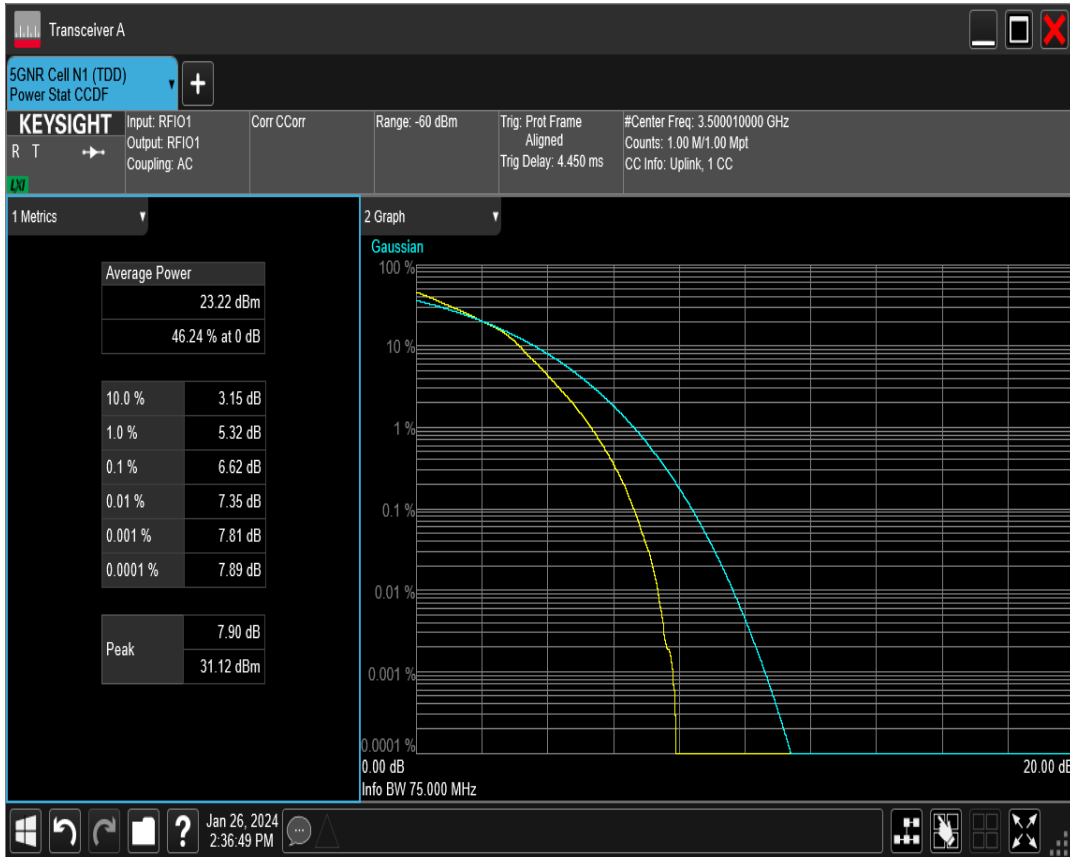 Transceiver A
5GNR Cell N1 (TDD)
Power Stat CCDF
+
KEYSIGHT
R T
LXI
Input: RFIO1
Output: RFIO1
Coupling: AC
Corr CCorr
Range: -60 dBm
Trig: Prot Frame
Aligned
Trig Delay: 4.450 ms
#Center Freq: 3.500010000 GHz
Counts: 1.00 M/1.00 Mpt
CC Info: Uplink, 1 CC
1 Metrics
Average Power
23.22 dBm
46.24 % at 0 dB
10.0 % 3.15 dB
1.0 % 5.32 dB
0.1 % 6.62 dB
0.01 % 7.35 dB
0.001 % 7.81 dB
0.0001 % 7.89 dB
Peak 7.90 dB
31.12 dBm
2 Graph
Gaussian
100 %
10 %
1 %
0.1 %
0.01 %
0.001 %
0.0001 %
0.00 dB 20.00 dB
Info BW 75.000 MHz
?
Jan 26, 2024
2:36:49 PM